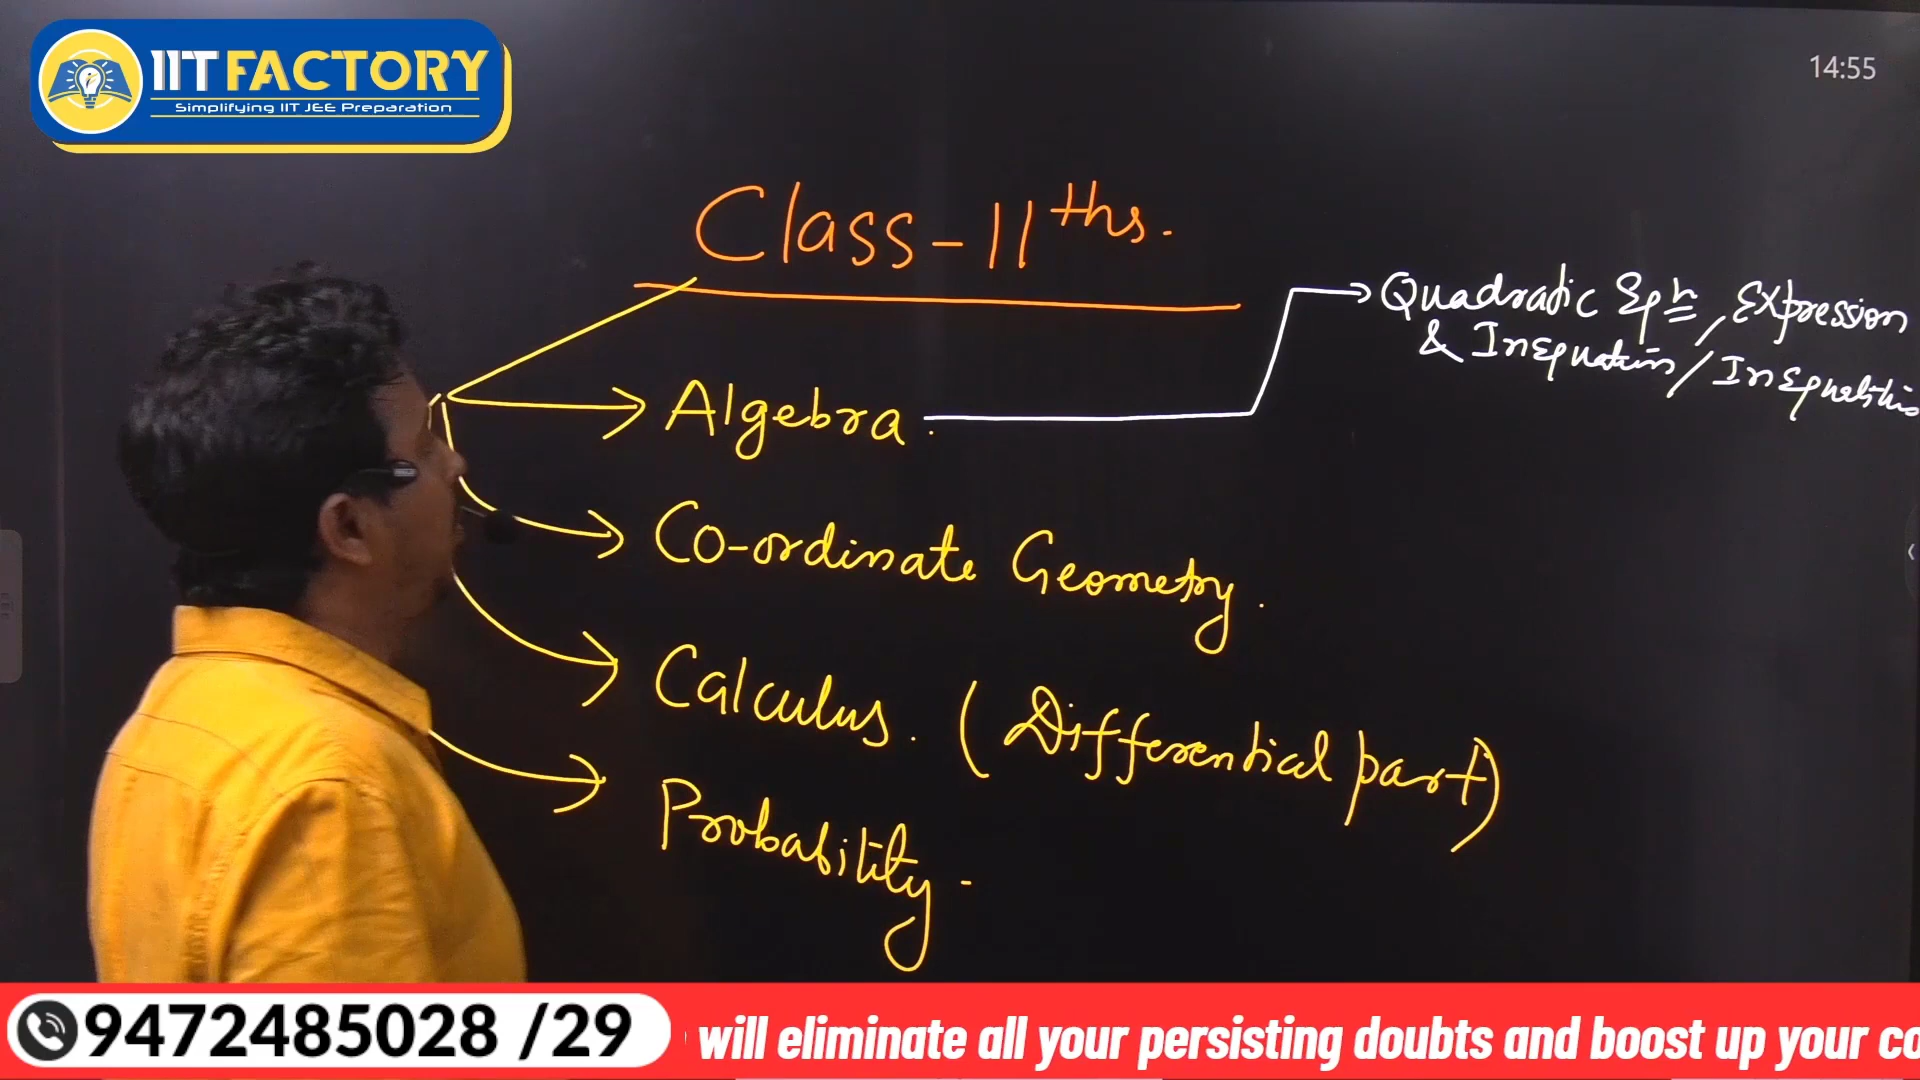 IIT FACTORY
Simplifying IIT JEE Preparation
14:55
Class-11ths.
Quadratic Eqn, Expression
& InEquation/InEqualities
Algebra.
Co-ordinate Geometry.
Calculus. (Differential part)
Probability.
9472485028 /29
will eliminate all your persisting doubts and boost up your co